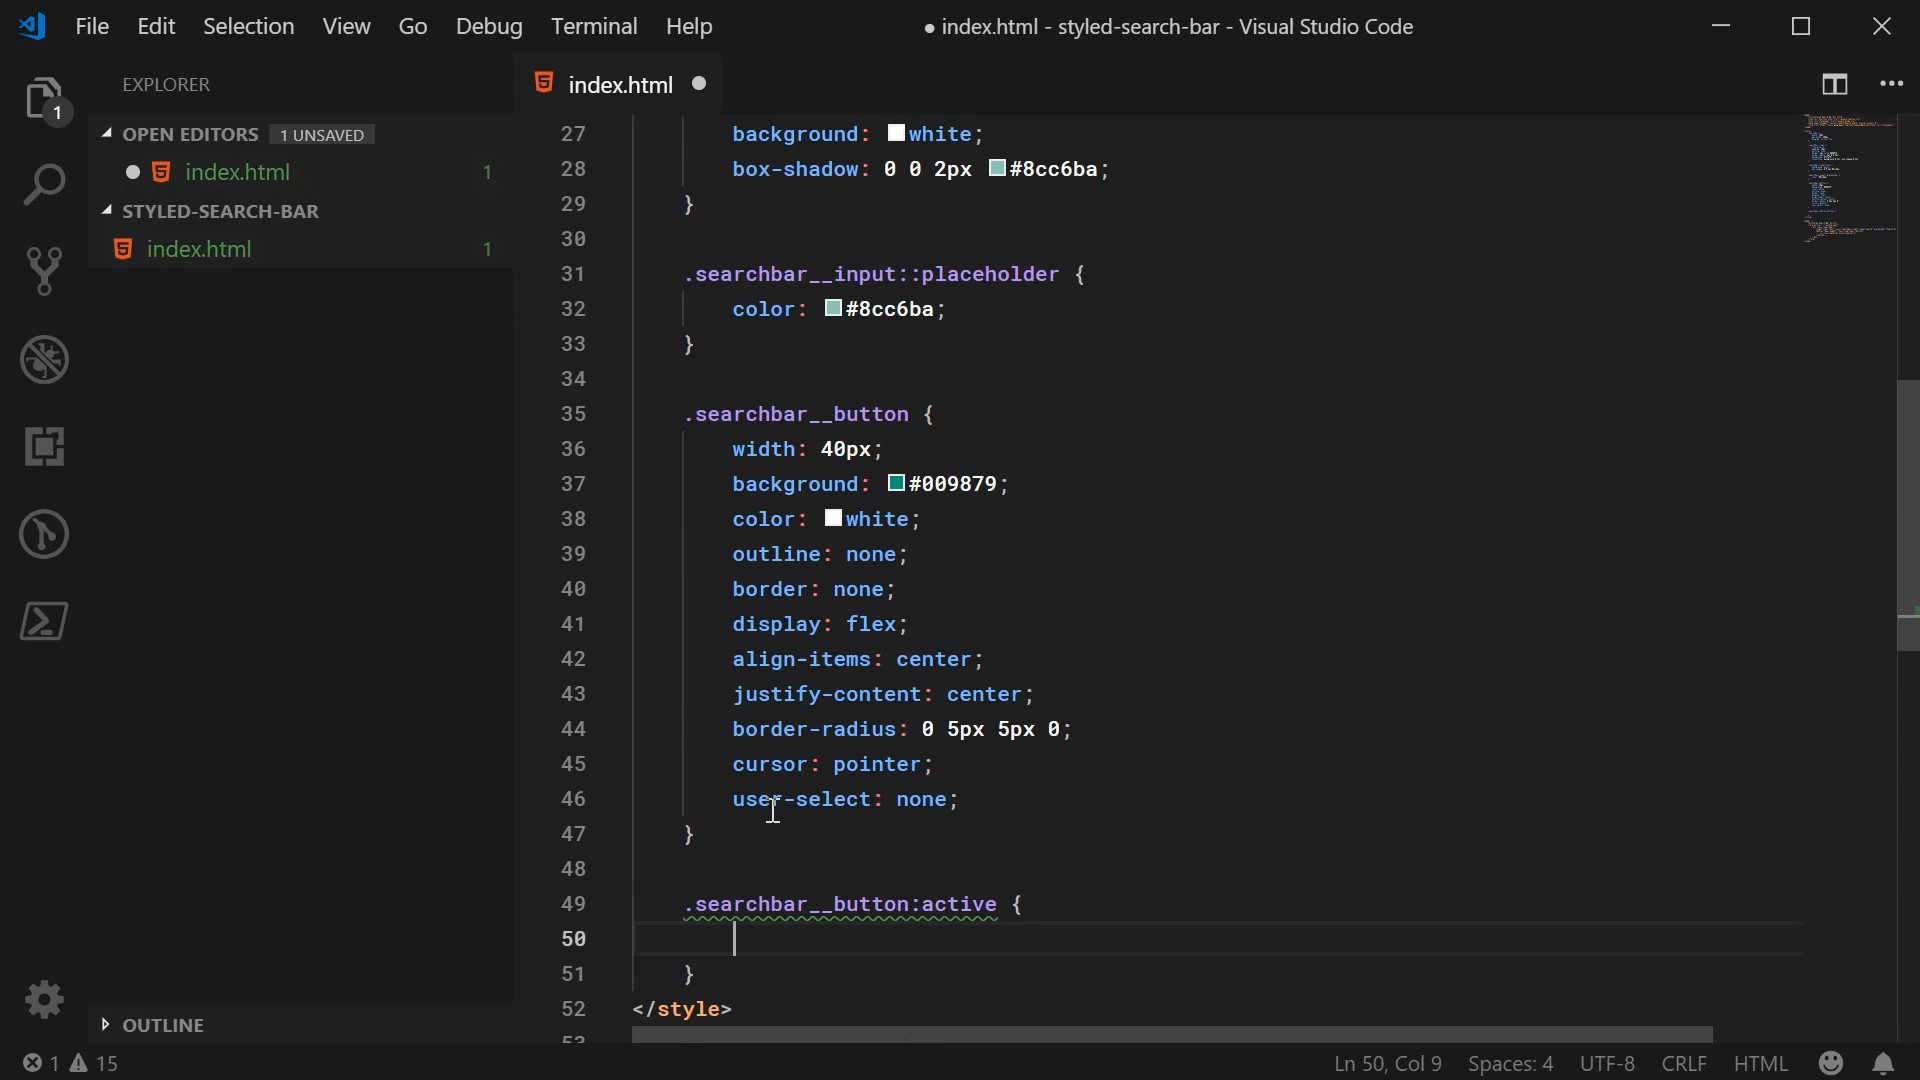 File Edit Selection View Go Debug Terminal Help
● index.html - styled-search-bar - Visual Studio Code
EXPLORER
1
OPEN EDITORS 1 UNSAVED
index.html 1
STYLED-SEARCH-BAR
index.html 1
OUTLINE
index.html
27 background: white;
28 box-shadow: 0 0 2px #8cc6ba;
29 }
30
31 .searchbar__input::placeholder {
32 color: #8cc6ba;
33 }
34
35 .searchbar__button {
36 width: 40px;
37 background: #009879;
38 color: white;
39 outline: none;
40 border: none;
41 display: flex;
42 align-items: center;
43 justify-content: center;
44 border-radius: 0 5px 5px 0;
45 cursor: pointer;
46 user-select: none;
47 }
48
49 .searchbar__button:active {
50
51 }
52 </style>
53
1 15
Ln 50, Col 9 Spaces: 4 UTF-8 CRLF HTML